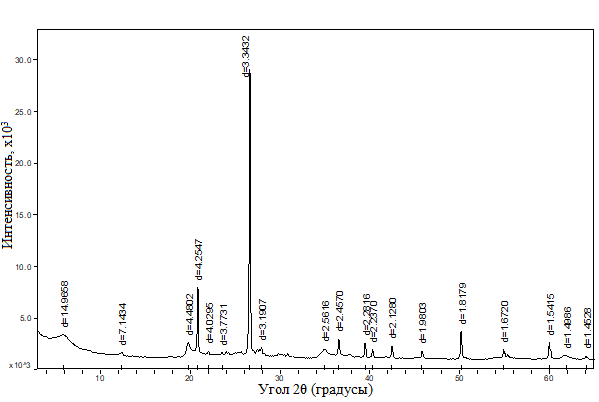 Интенсивность, x10³
30.0
25.0
20.0
15.0
10.0
5.0
x10^3
d=14.9658
d=7.1434
d=4.4802
d=4.2547
d=4.0295
d=3.7731
d=3.3432
d=3.1907
d=2.5616
d=2.4570
d=2.2816
d=2.2370
d=2.1280
d=1.9803
d=1.8179
d=1.6720
d=1.5415
d=1.4986
d=1.4528
10
20
30
40
50
60
Угол 2θ (градусы)